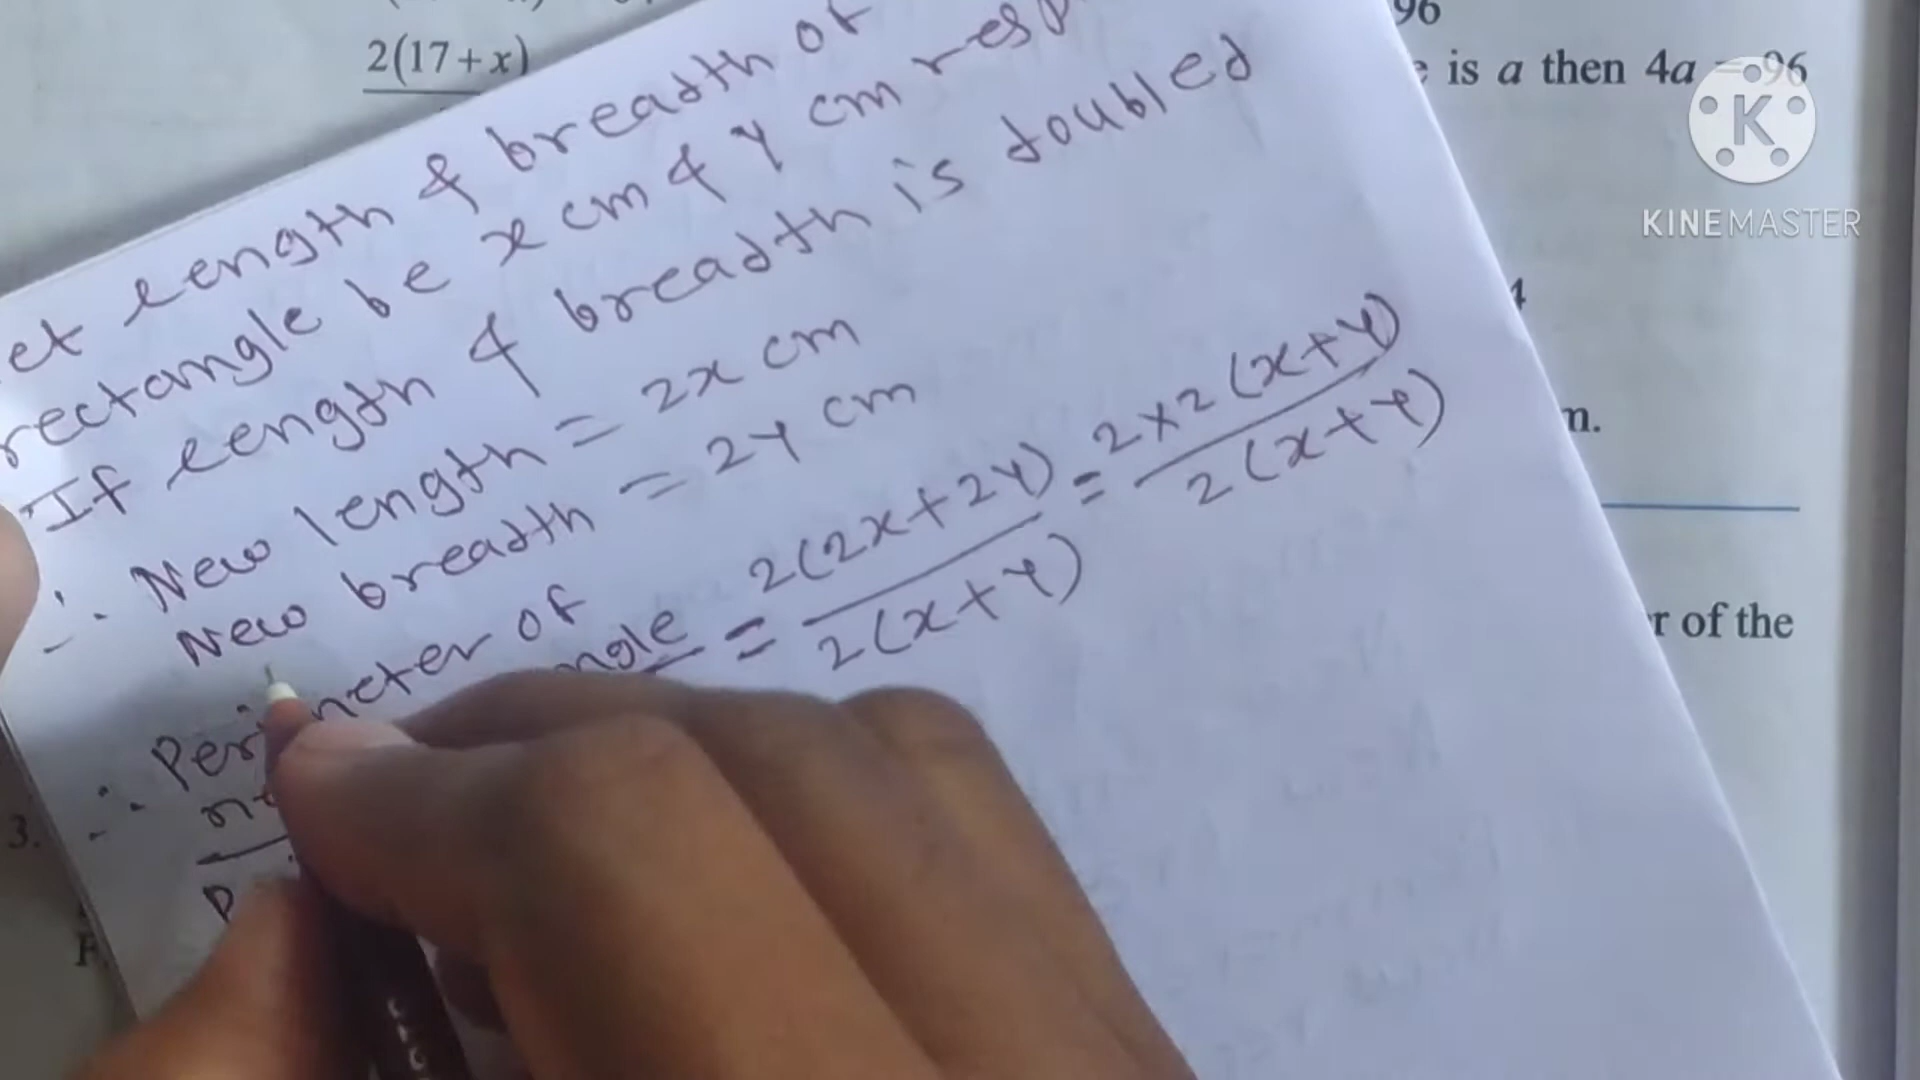 96
2(17+x)
is a then 4a = 96
et length & breadth of
rectangle be x cm & y cm
If length & breadth is doubled
∴ New length = 2x cm
New breadth = 2y cm
∴ Perimeter of = 2(2x+2y) / 2(x+y) = 2×2(x+y) / 2(x+y)
4
n.
r of the
3.
K
KINEMASTER